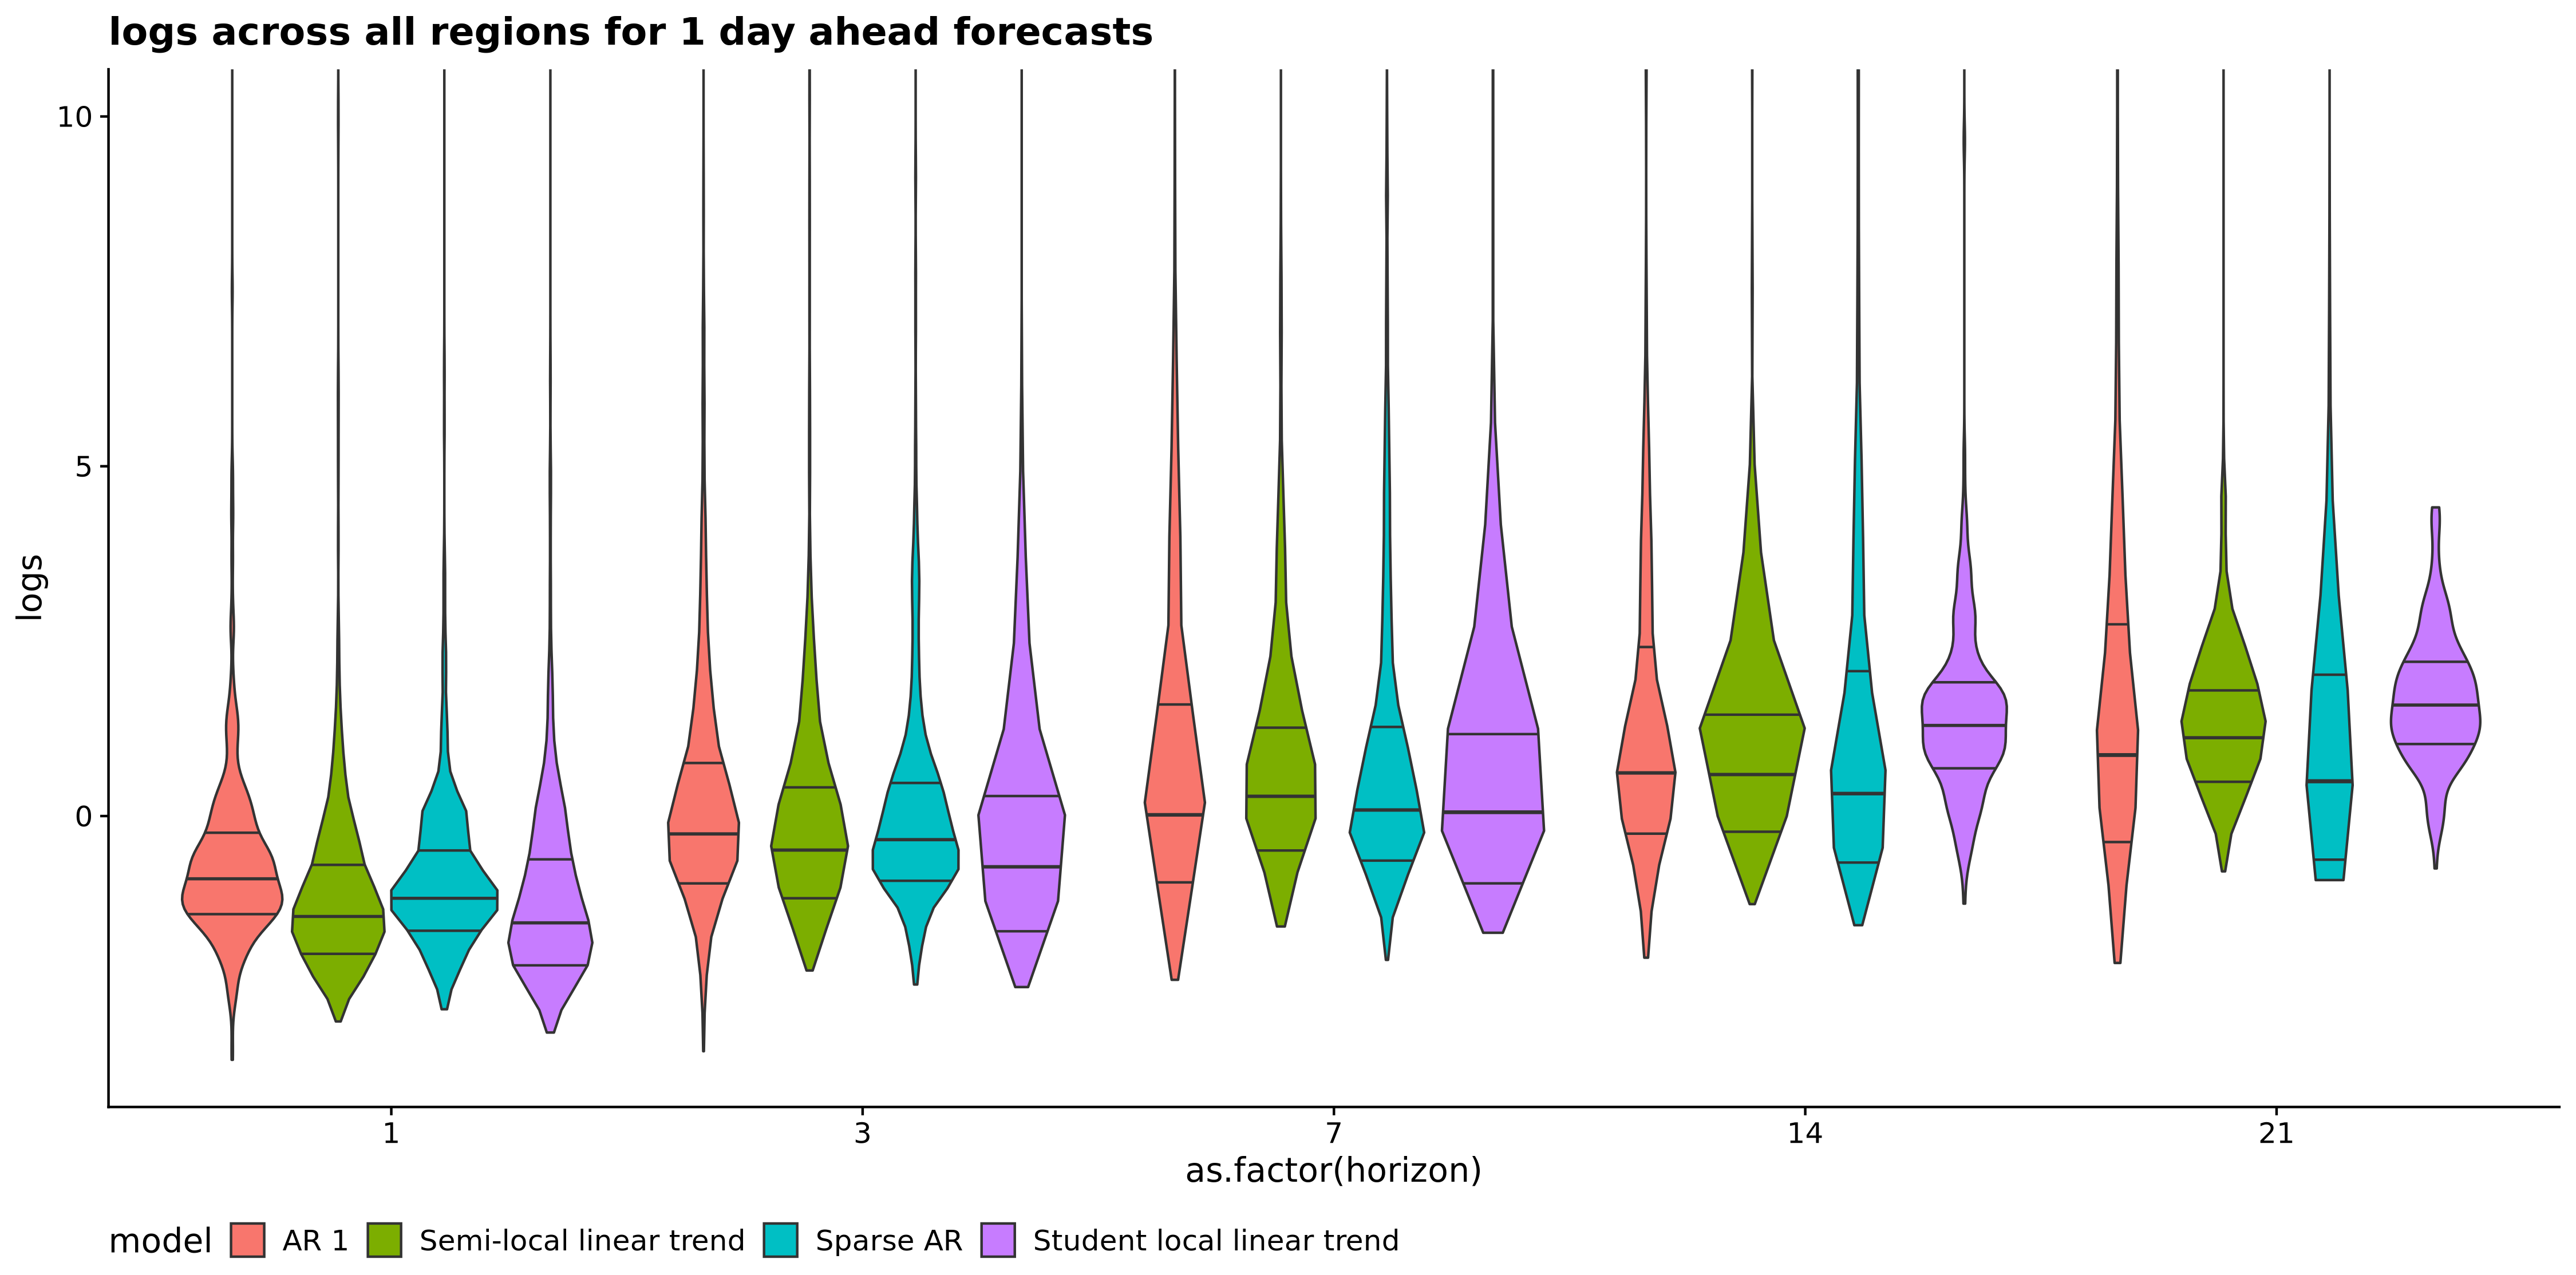 logs across all regions for 1 day ahead forecasts
10
5
0
logs
1 3 7 14 21
as.factor(horizon)
model AR 1 Semi-local linear trend Sparse AR Student local linear trend